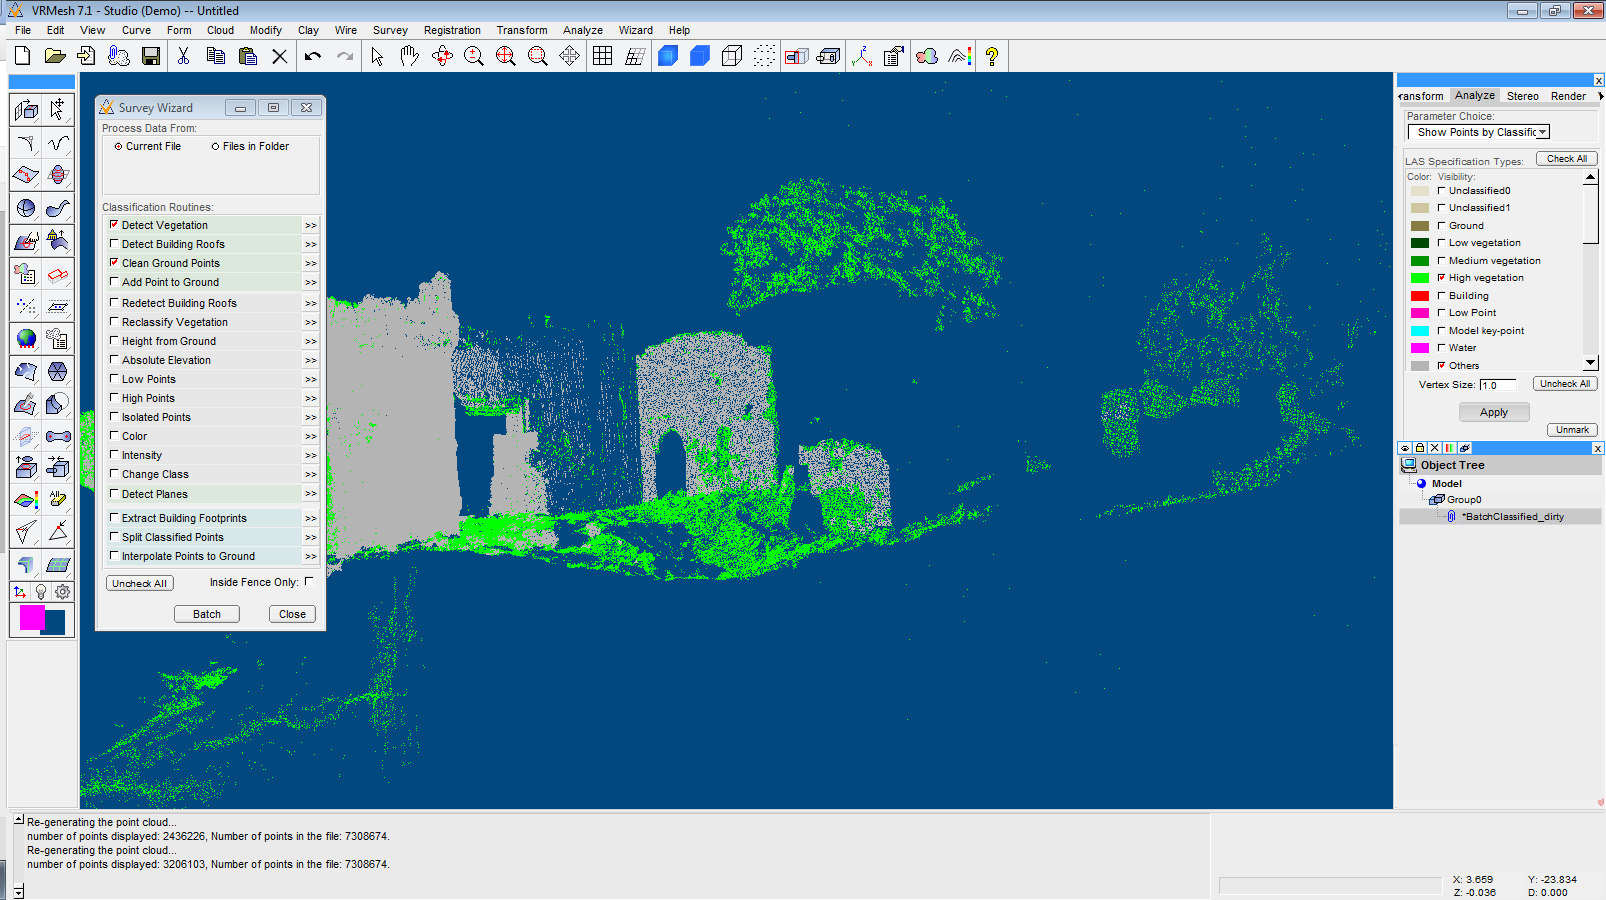 VRMesh 7.1 - Studio (Demo) -- Untitled
File Edit View Curve Form Cloud Modify Clay Wire Survey Registration Transform Analyze Wizard Help
Survey Wizard
Process Data From:
Current File Files in Folder
Classification Routines:
Detect Vegetation >>
Detect Building Roofs >>
Clean Ground Points >>
Add Point to Ground >>
Redetect Building Roofs >>
Reclassify Vegetation >>
Height from Ground >>
Absolute Elevation >>
Low Points >>
High Points >>
Isolated Points >>
Color >>
Intensity >>
Change Class >>
Detect Planes >>
Extract Building Footprints >>
Split Classified Points >>
Interpolate Points to Ground >>
Uncheck All Inside Fence Only:
Batch Close
ransform Analyze Stereo Render
Parameter Choice:
Show Points by Classific
LAS Specification Types: Check All
Color: Visibility:
Unclassified0
Unclassified1
Ground
Low vegetation
Medium vegetation
High vegetation
Building
Low Point
Model key-point
Water
Others
Vertex Size: 1.0 Uncheck All
Apply
Unmark
Object Tree
Model
Group0
*BatchClassified_dirty
Re-generating the point cloud...
number of points displayed: 2436226, Number of points in the file: 7308674.
Re-generating the point cloud...
number of points displayed: 3206103, Number of points in the file: 7308674.
X: 3.659 Y: -23.834
Z: -0.036 D: 0.000